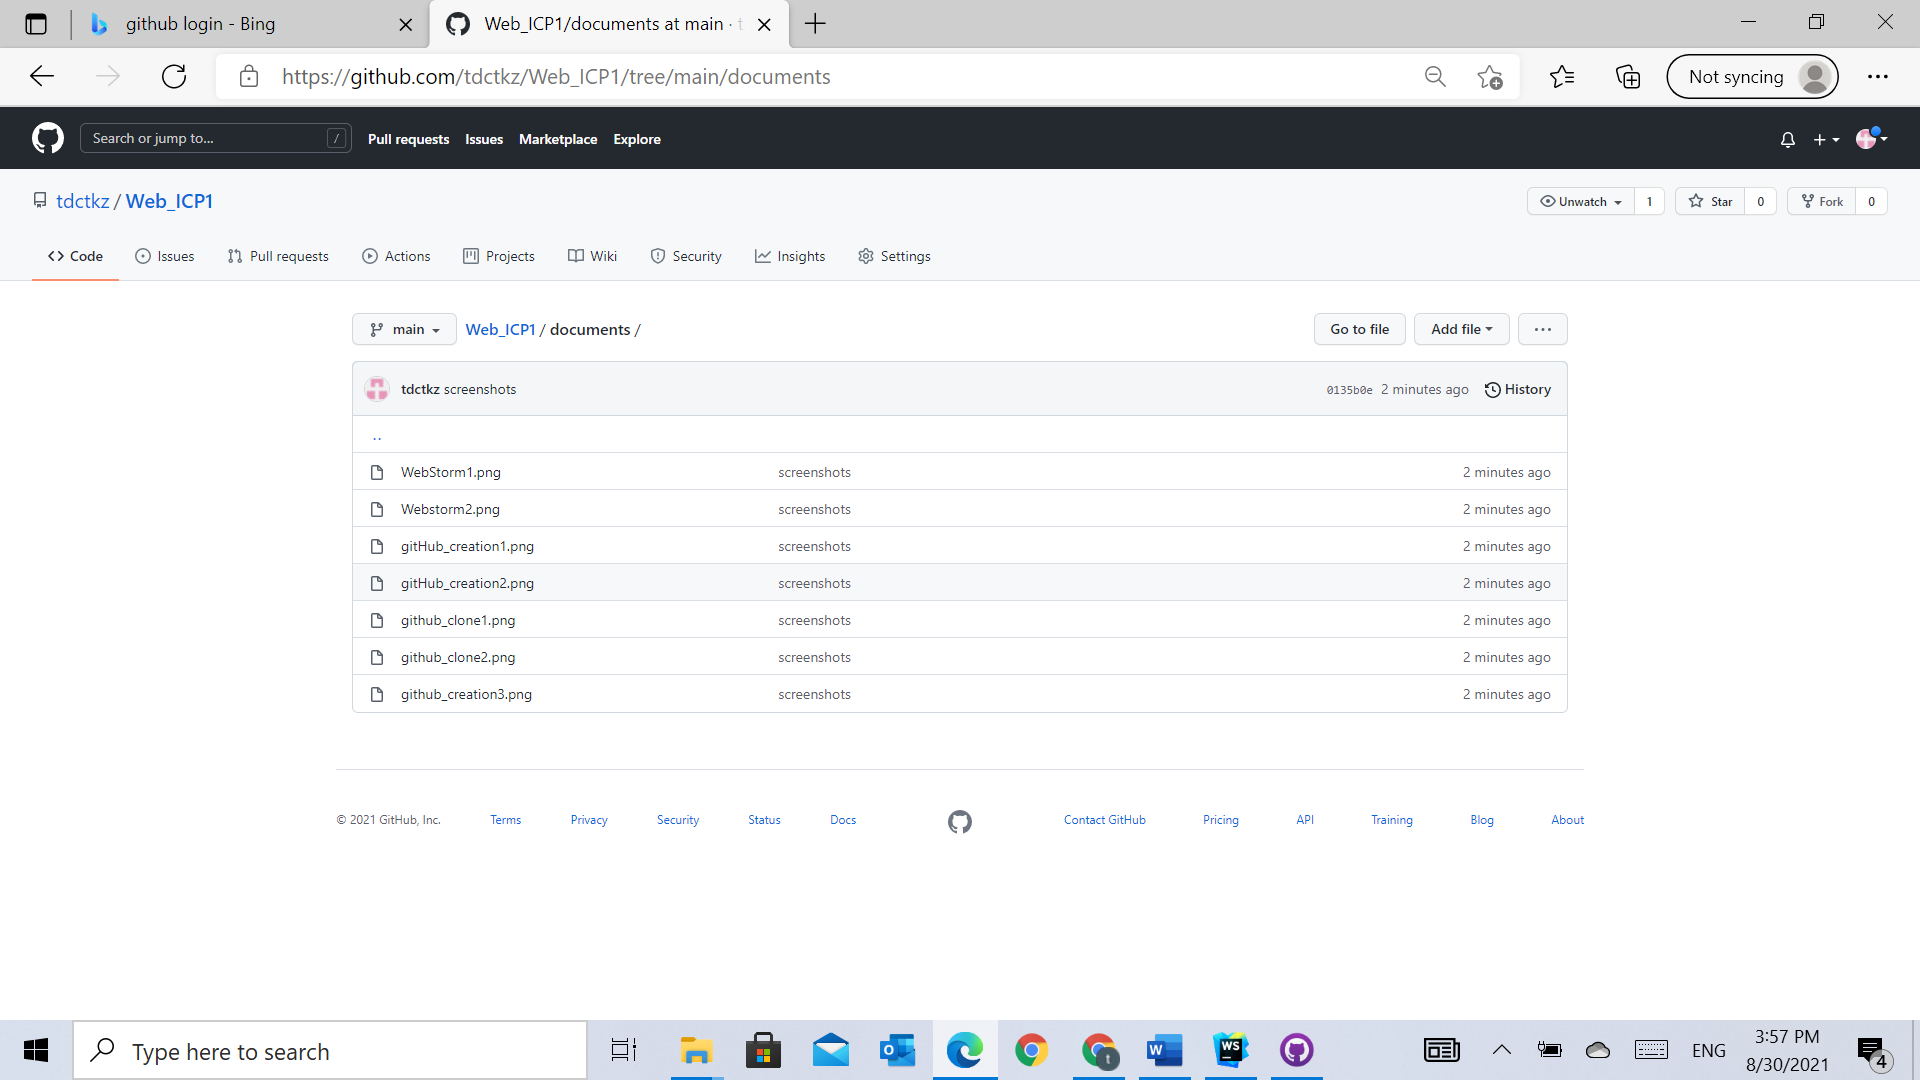 github login - Bing
Web_ICP1/documents at main ·
https://github.com/tdctkz/Web_ICP1/tree/main/documents
Not syncing
Search or jump to...
/
Pull requests
Issues
Marketplace
Explore
tdctkz / Web_ICP1
Unwatch
1
Star
0
Fork
0
Code
Issues
Pull requests
Actions
Projects
Wiki
Security
Insights
Settings
main
Web_ICP1 / documents /
Go to file
Add file
...
tdctkz screenshots
0135b0e 2 minutes ago
History
..
WebStorm1.png screenshots 2 minutes ago
Webstorm2.png screenshots 2 minutes ago
gitHub_creation1.png screenshots 2 minutes ago
gitHub_creation2.png screenshots 2 minutes ago
github_clone1.png screenshots 2 minutes ago
github_clone2.png screenshots 2 minutes ago
github_creation3.png screenshots 2 minutes ago
© 2021 GitHub, Inc.
Terms
Privacy
Security
Status
Docs
Contact GitHub
Pricing
API
Training
Blog
About
Type here to search
t
WS
ENG
3:57 PM
8/30/2021
4